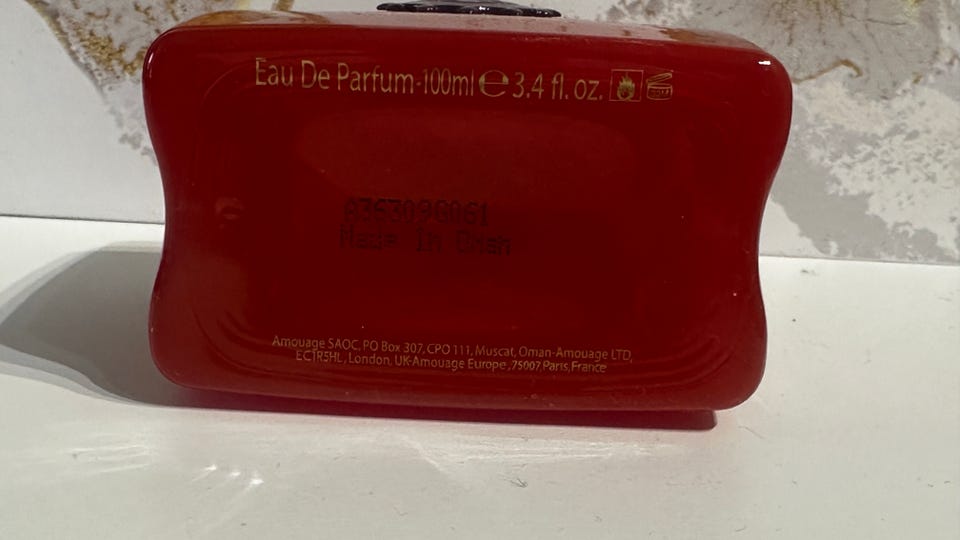 Eau De Parfum-100ml ℮ 3.4 fl. oz.
Made In Oman
Amouage SAOC, PO Box 307, CPO 111, Muscat, Oman-Amouage LTD,
EC1R5HL, London, UK-Amouage Europe, 75007, Paris, France